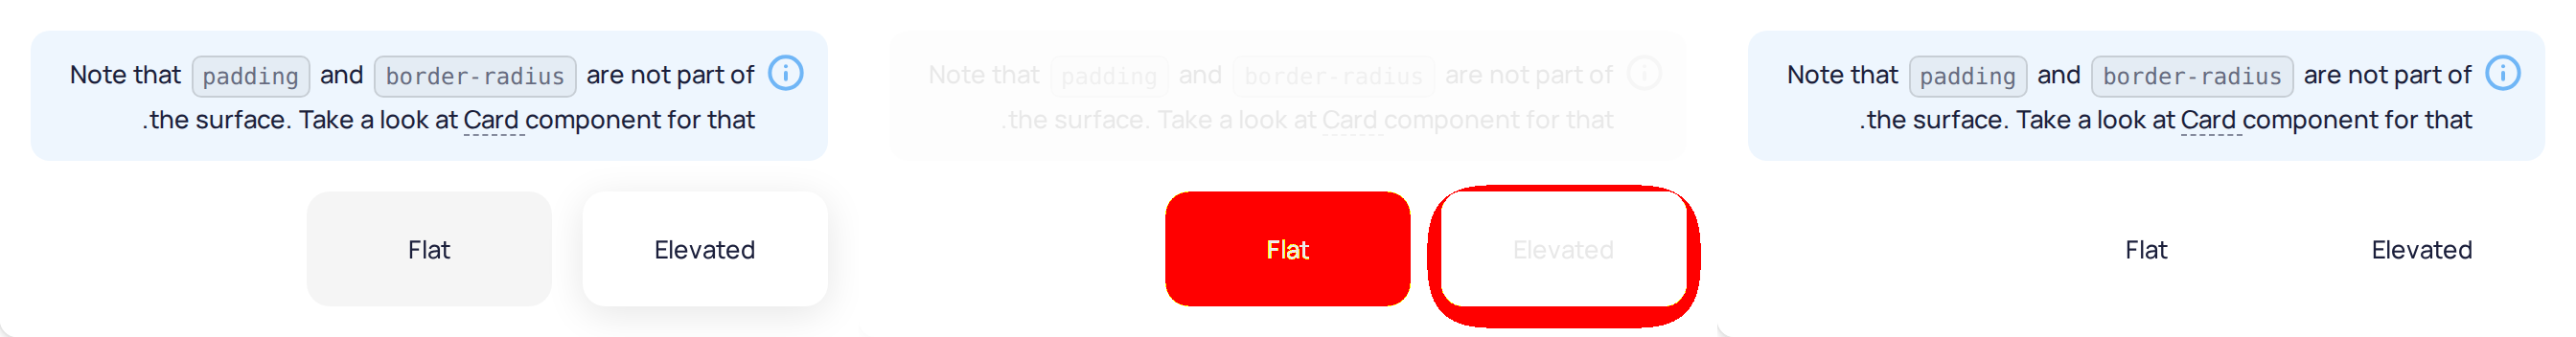 Note that padding and border-radius are not part of
.the surface. Take a look at Card component for that
Flat
Elevated
Note that padding and border-radius are not part of
.the surface. Take a look at Card component for that
Flat
Elevated
Note that padding and border-radius are not part of
.the surface. Take a look at Card component for that
Flat
Elevated